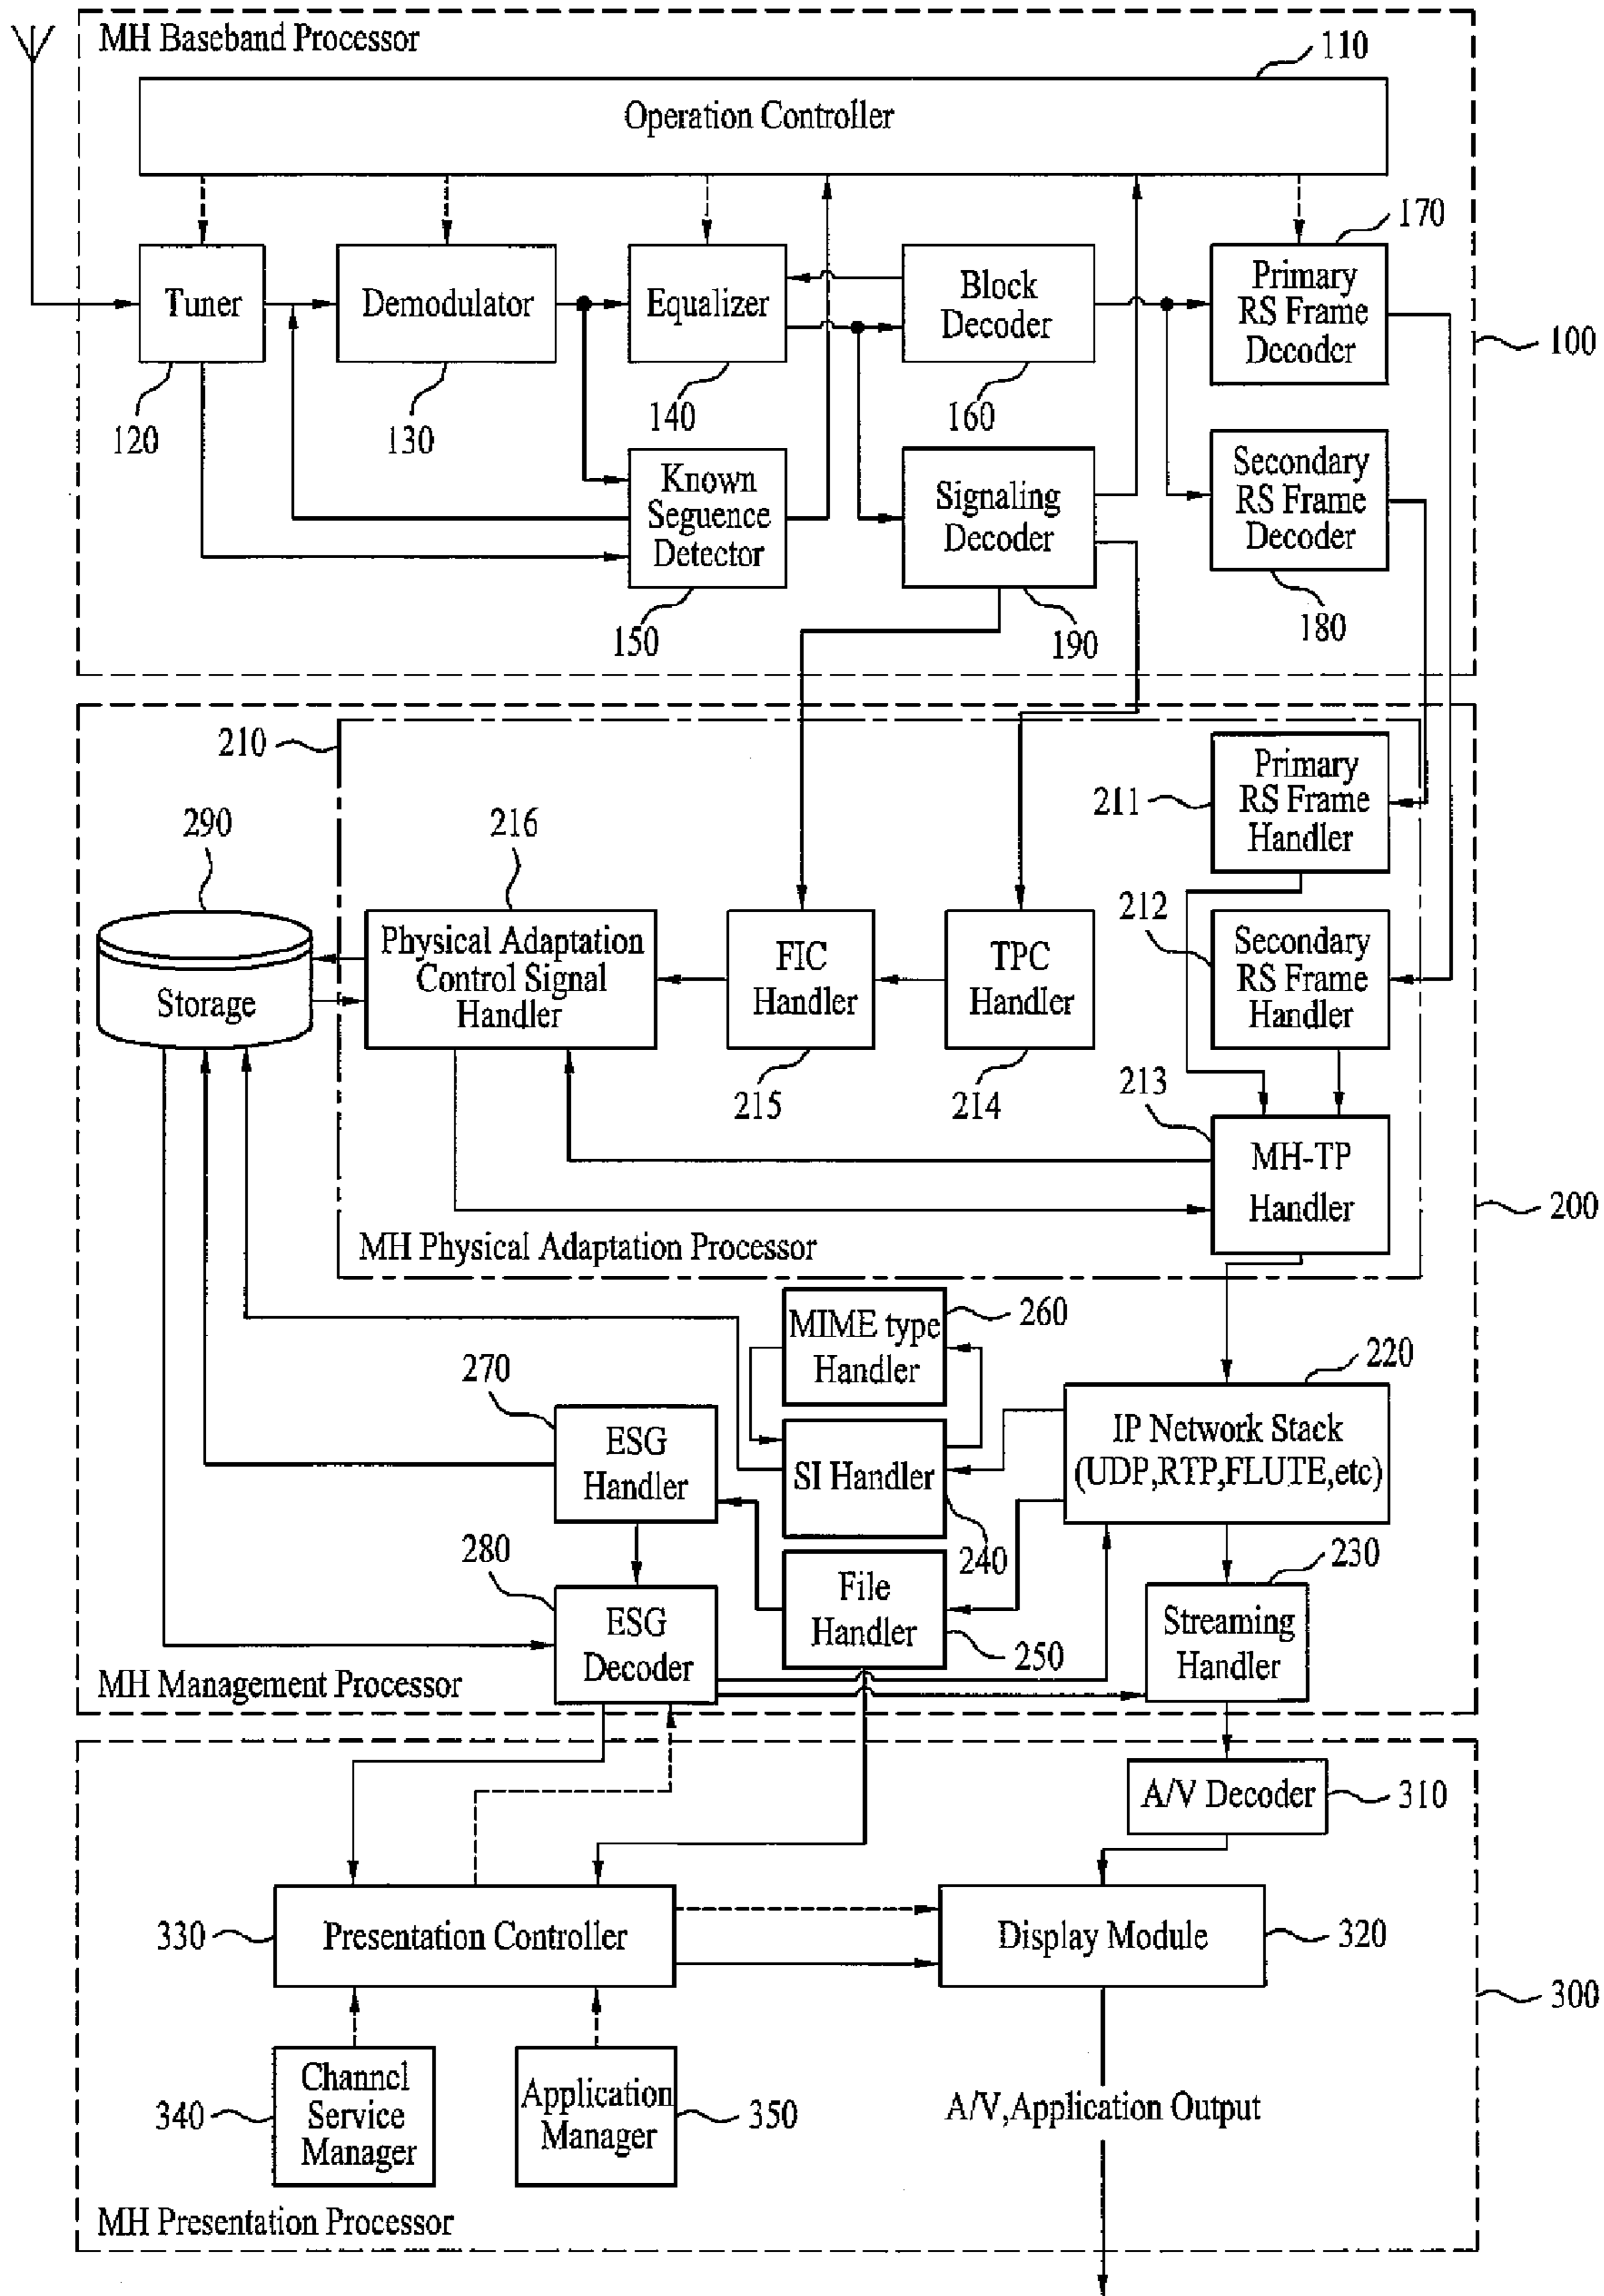 MH Baseband Processor
110
Operation Controller
170
Tuner
Demodulator
Equalizer
Block
Decoder
Primary
RS Frame
Decoder
100
120
130
140
160
Known
Seguence
Detector
Signaling
Decoder
Secondary
RS Frame
Decoder
150
190
180
210
Primary
RS Frame
Handler
211
290
216
212
Storage
Physical Adaptation
Control Signal
Handler
FIC
Handler
TPC
Handler
Secondary
RS Frame
Handler
215
214
213
MH-TP
Handler
200
MH Physical Adaptation Processor
MIME type
Handler
260
220
270
ESG
Handler
SI Handler
IP Network Stack
(UDP,RTP,FLUTE,etc)
240
280
230
ESG
Decoder
File
Handler
250
Streaming
Handler
MH Management Processor
A/V Decoder
310
330
Presentation Controller
Display Module
320
300
Channel
Service
Manager
340
Application
Manager
350
A/V,Application Output
MH Presentation Processor